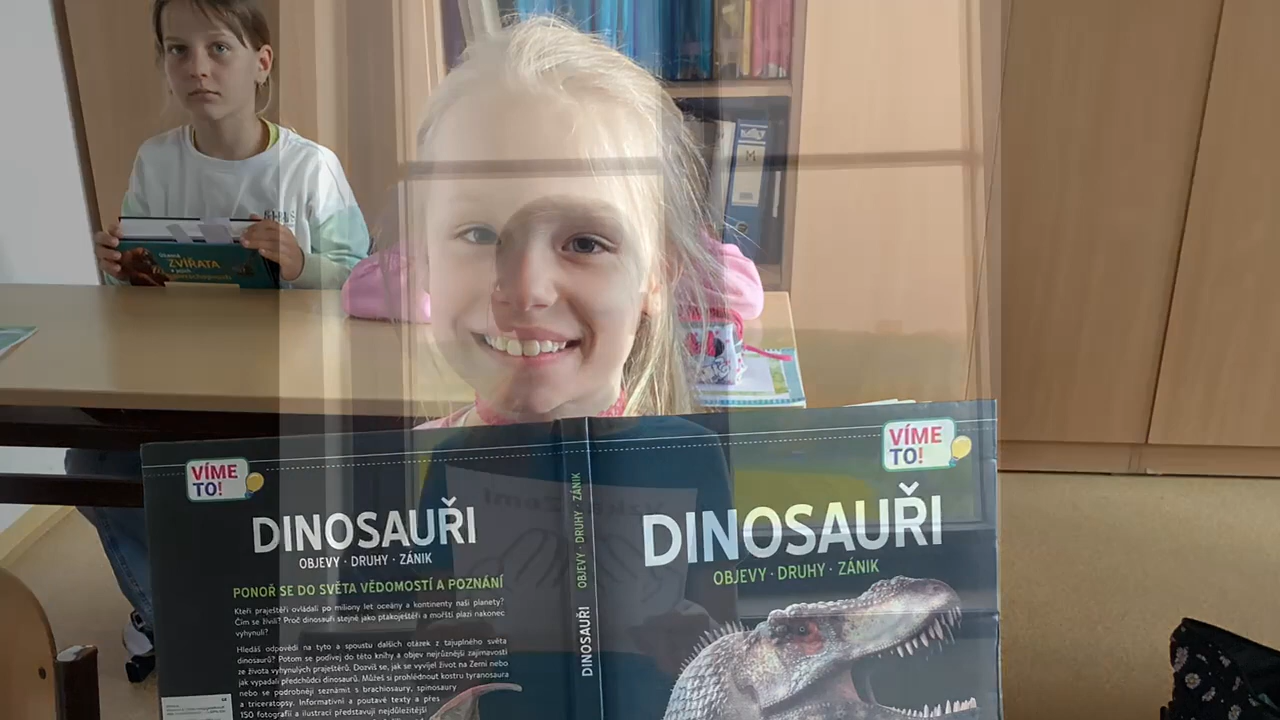 M
Úžasná
ZVÍŘATA
a jejich
VÍME
TO!
DINOSAUŘI
OBJEVY · DRUHY · ZÁNIK
PONOŘ SE DO SVĚTA VĚDOMOSTÍ A POZNÁNÍ
Kteří praještěři ovládali po miliony let oceány a kontinenty naší planety?
Čím se živili? Proč dinosauři stejně jako ptakoještěři a mořští plazi nakonec
vyhynuli?
Hledáš odpovědi na tyto a spoustu dalších otázek z tajuplného světa
dinosaurů? Potom se podívej do této knihy a objev nejrůznější zajímavosti
ze života vyhynulých praještěrů. Dozvíš se, jak se vyvíjel život na Zemi nebo
jak vypadali předchůdci dinosaurů. Můžeš si prohlédnout kostru tyranosaura
nebo se podrobněji seznámit s brachiosaury, spinosaury
a triceratopsy. Informativní a poutavé texty a přes
150 fotografií a ilustrací představují nejdůležitější
DINOSAUŘI OBJEVY · DRUHY · ZÁNIK
VÍME
TO!
DINOSAUŘI
OBJEVY · DRUHY · ZÁNIK